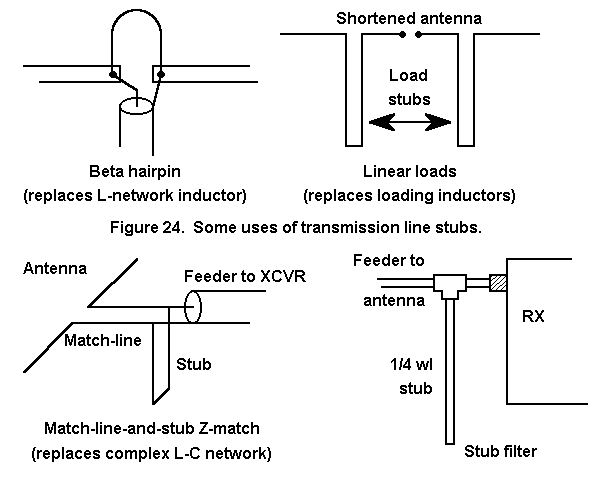 Shortened antenna
Load
stubs
Beta hairpin
(replaces L-network inductor)
Linear loads
(replaces loading inductors)
Figure 24.  Some uses of transmission line stubs.
Antenna
Feeder to XCVR
Match-line
Stub
Match-line-and-stub Z-match
(replaces complex L-C network)
Feeder to
antenna
RX
1/4 wl
stub
Stub filter